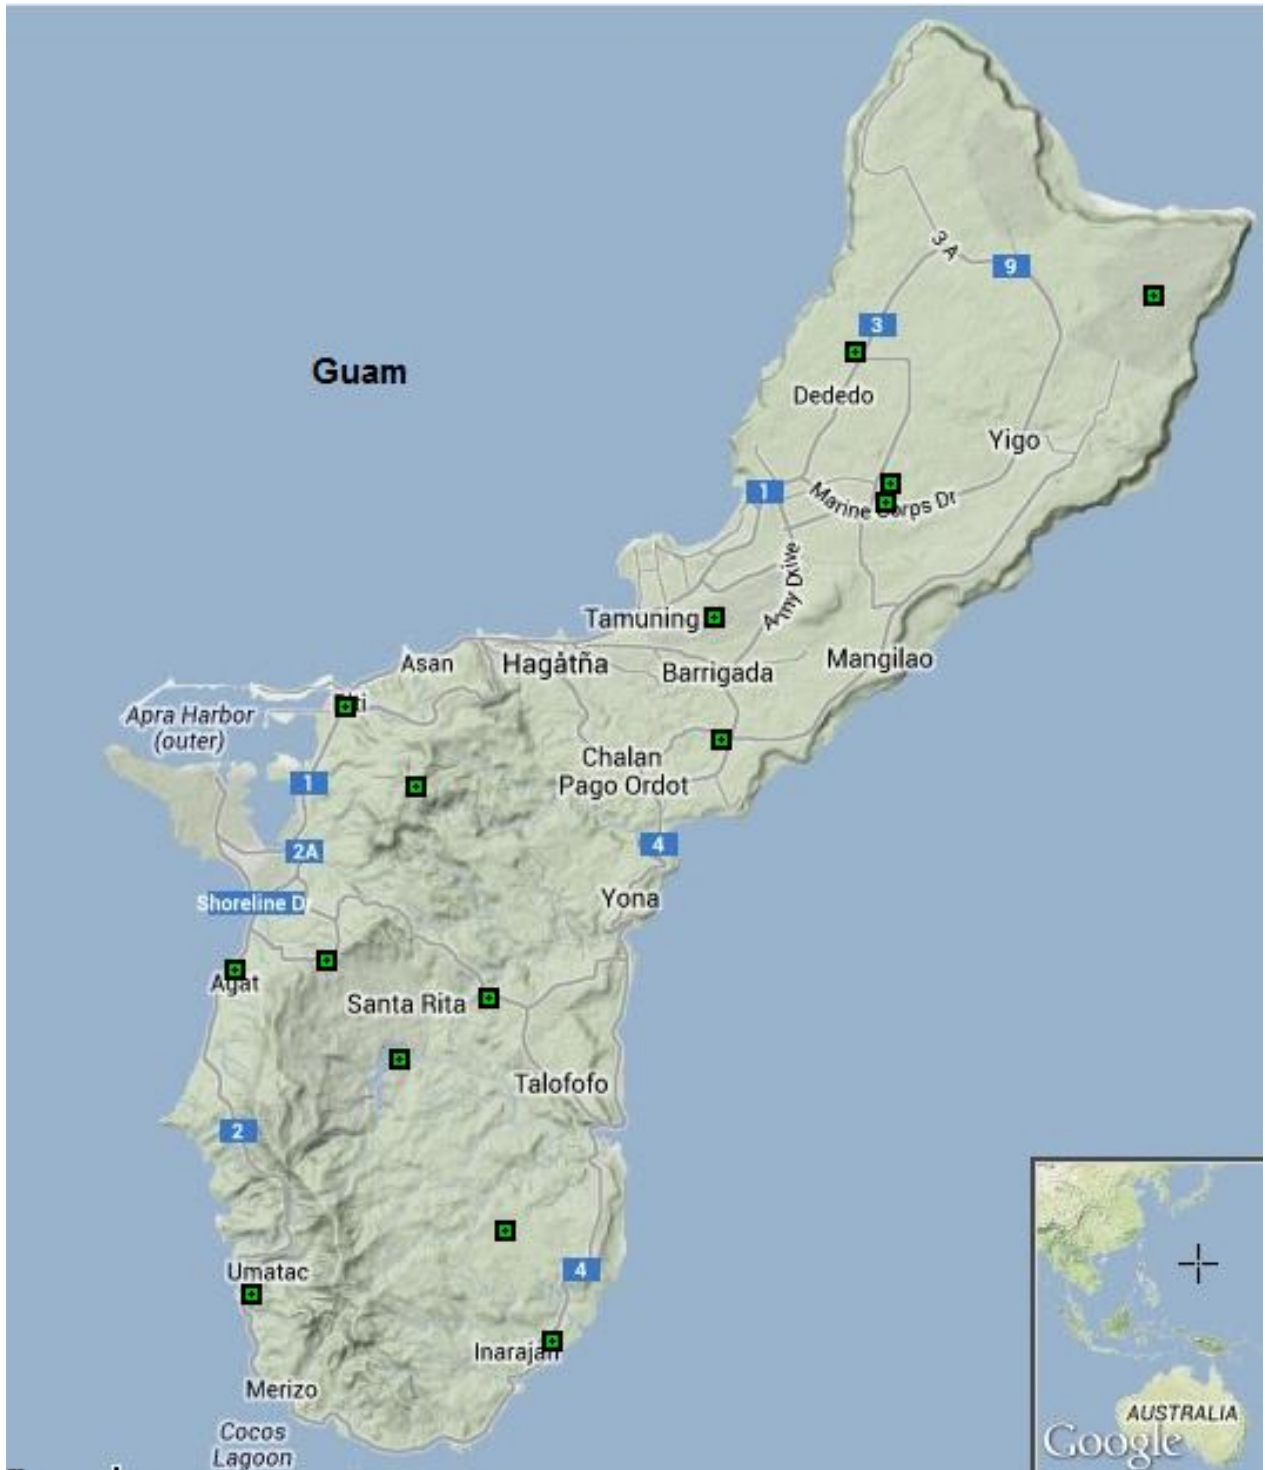 3 A
9
Guam
3
Dededo
Yigo
1
Marine Corps Dr
Army Drive
Tamuning
Asan
Hagåtña
Barrigada
Mangilao
Apra Harbor
(outer)
Chalan
Pago Ordot
1
4
2A
Yona
Shoreline Dr
Agat
Santa Rita
Talofofo
2
4
Umatac
Inarajan
Merizo
Cocos
Lagoon
AUSTRALIA
Google